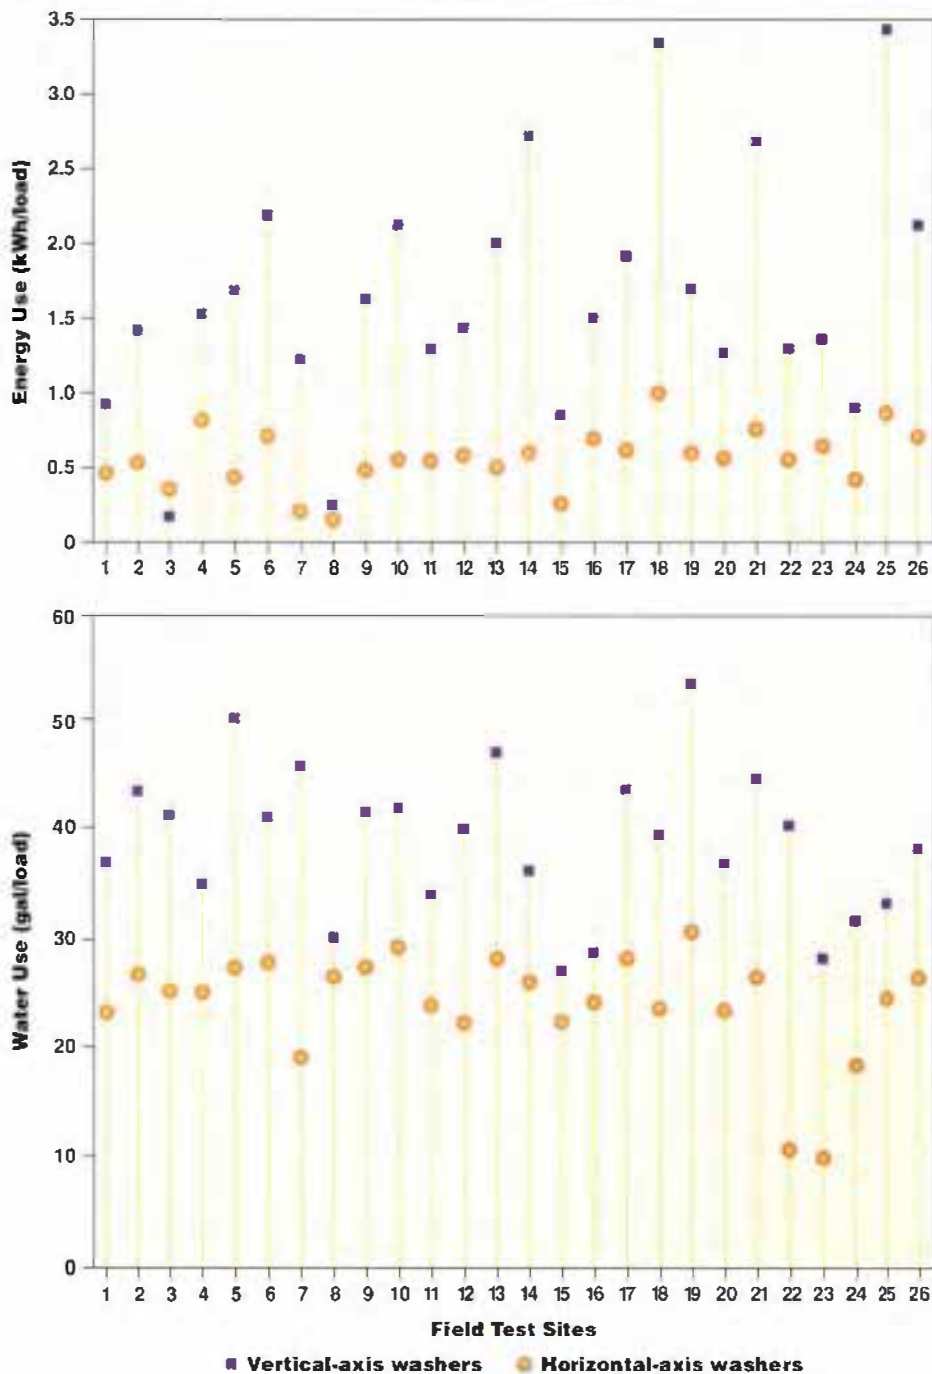 3.5
3.0
2.5
2.0
1.5
1.0
0.5
0
Energy Use (kWh/load)
1 2 3 4 5 6 7 8 9 10 11 12 13 14 15 16 17 18 19 20 21 22 23 24 25 26
60
50
40
30
20
10
0
Water Use (gal/load)
1 2 3 4 5 6 7 8 9 10 11 12 13 14 15 16 17 18 19 20 21 22 23 24 25 26
Field Test Sites
Vertical-axis washers Horizontal-axis washers